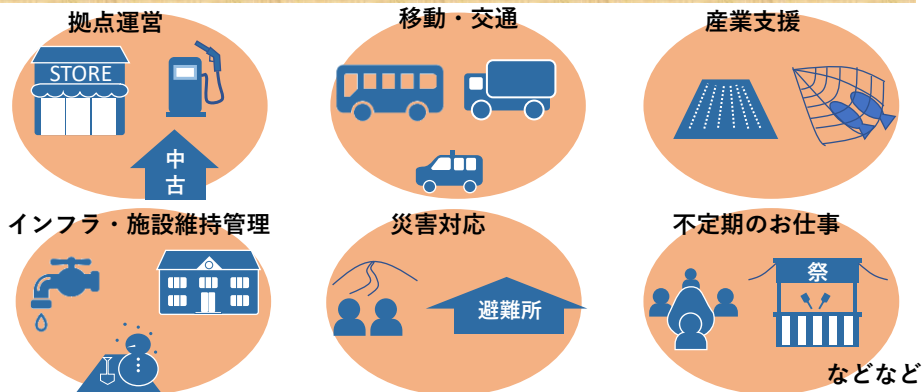 拠点運営
移動・交通
産業支援
STORE
中
古
インフラ・施設維持管理
災害対応
不定期のお仕事
避難所
祭
などなど